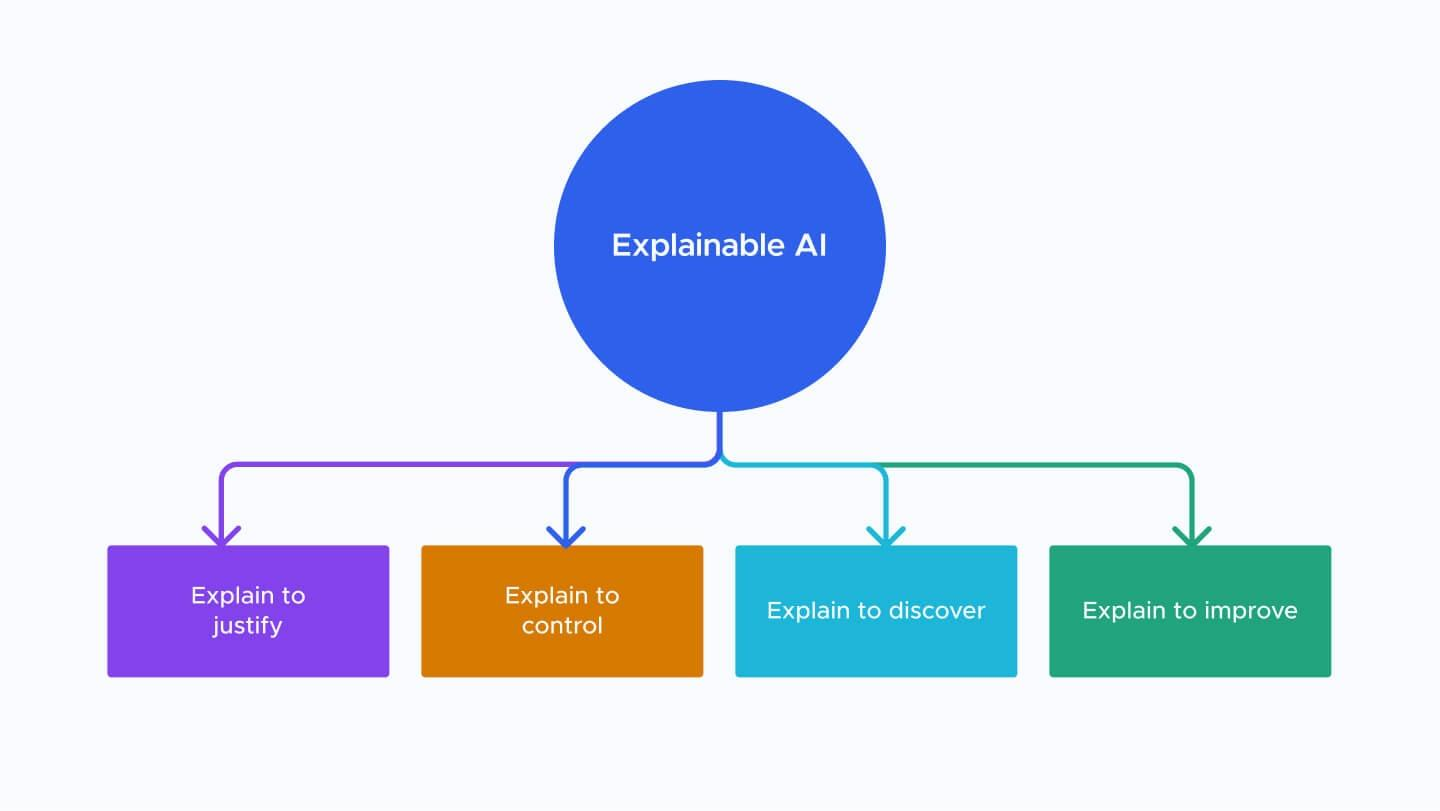 Explainable AI
Explain to
justify
Explain to
control
Explain to discover
Explain to improve